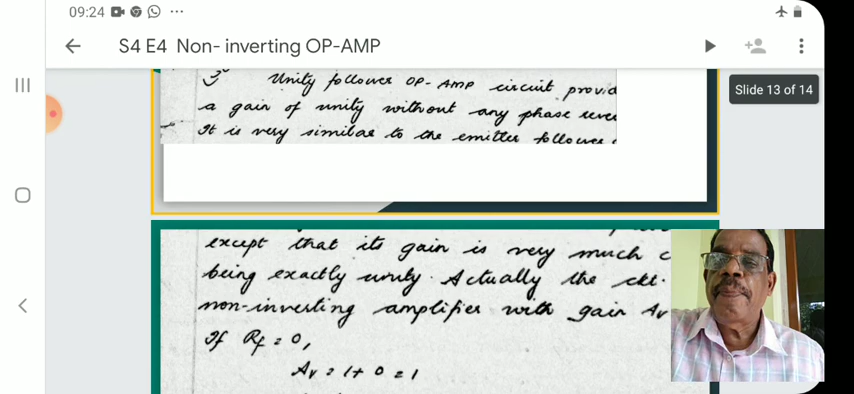 09:24
S4 E4 Non- inverting OP-AMP
Slide 13 of 14
3° Unity follower OP-AMP circuit provid
a gain of unity without any phase reve
It is very similar to the emitter follower
except that its gain is very much c
being exactly unity. Actually the ckt.
non-inverting amplifier with gain Av
If Rf = 0,
Av = 1 + 0 = 1